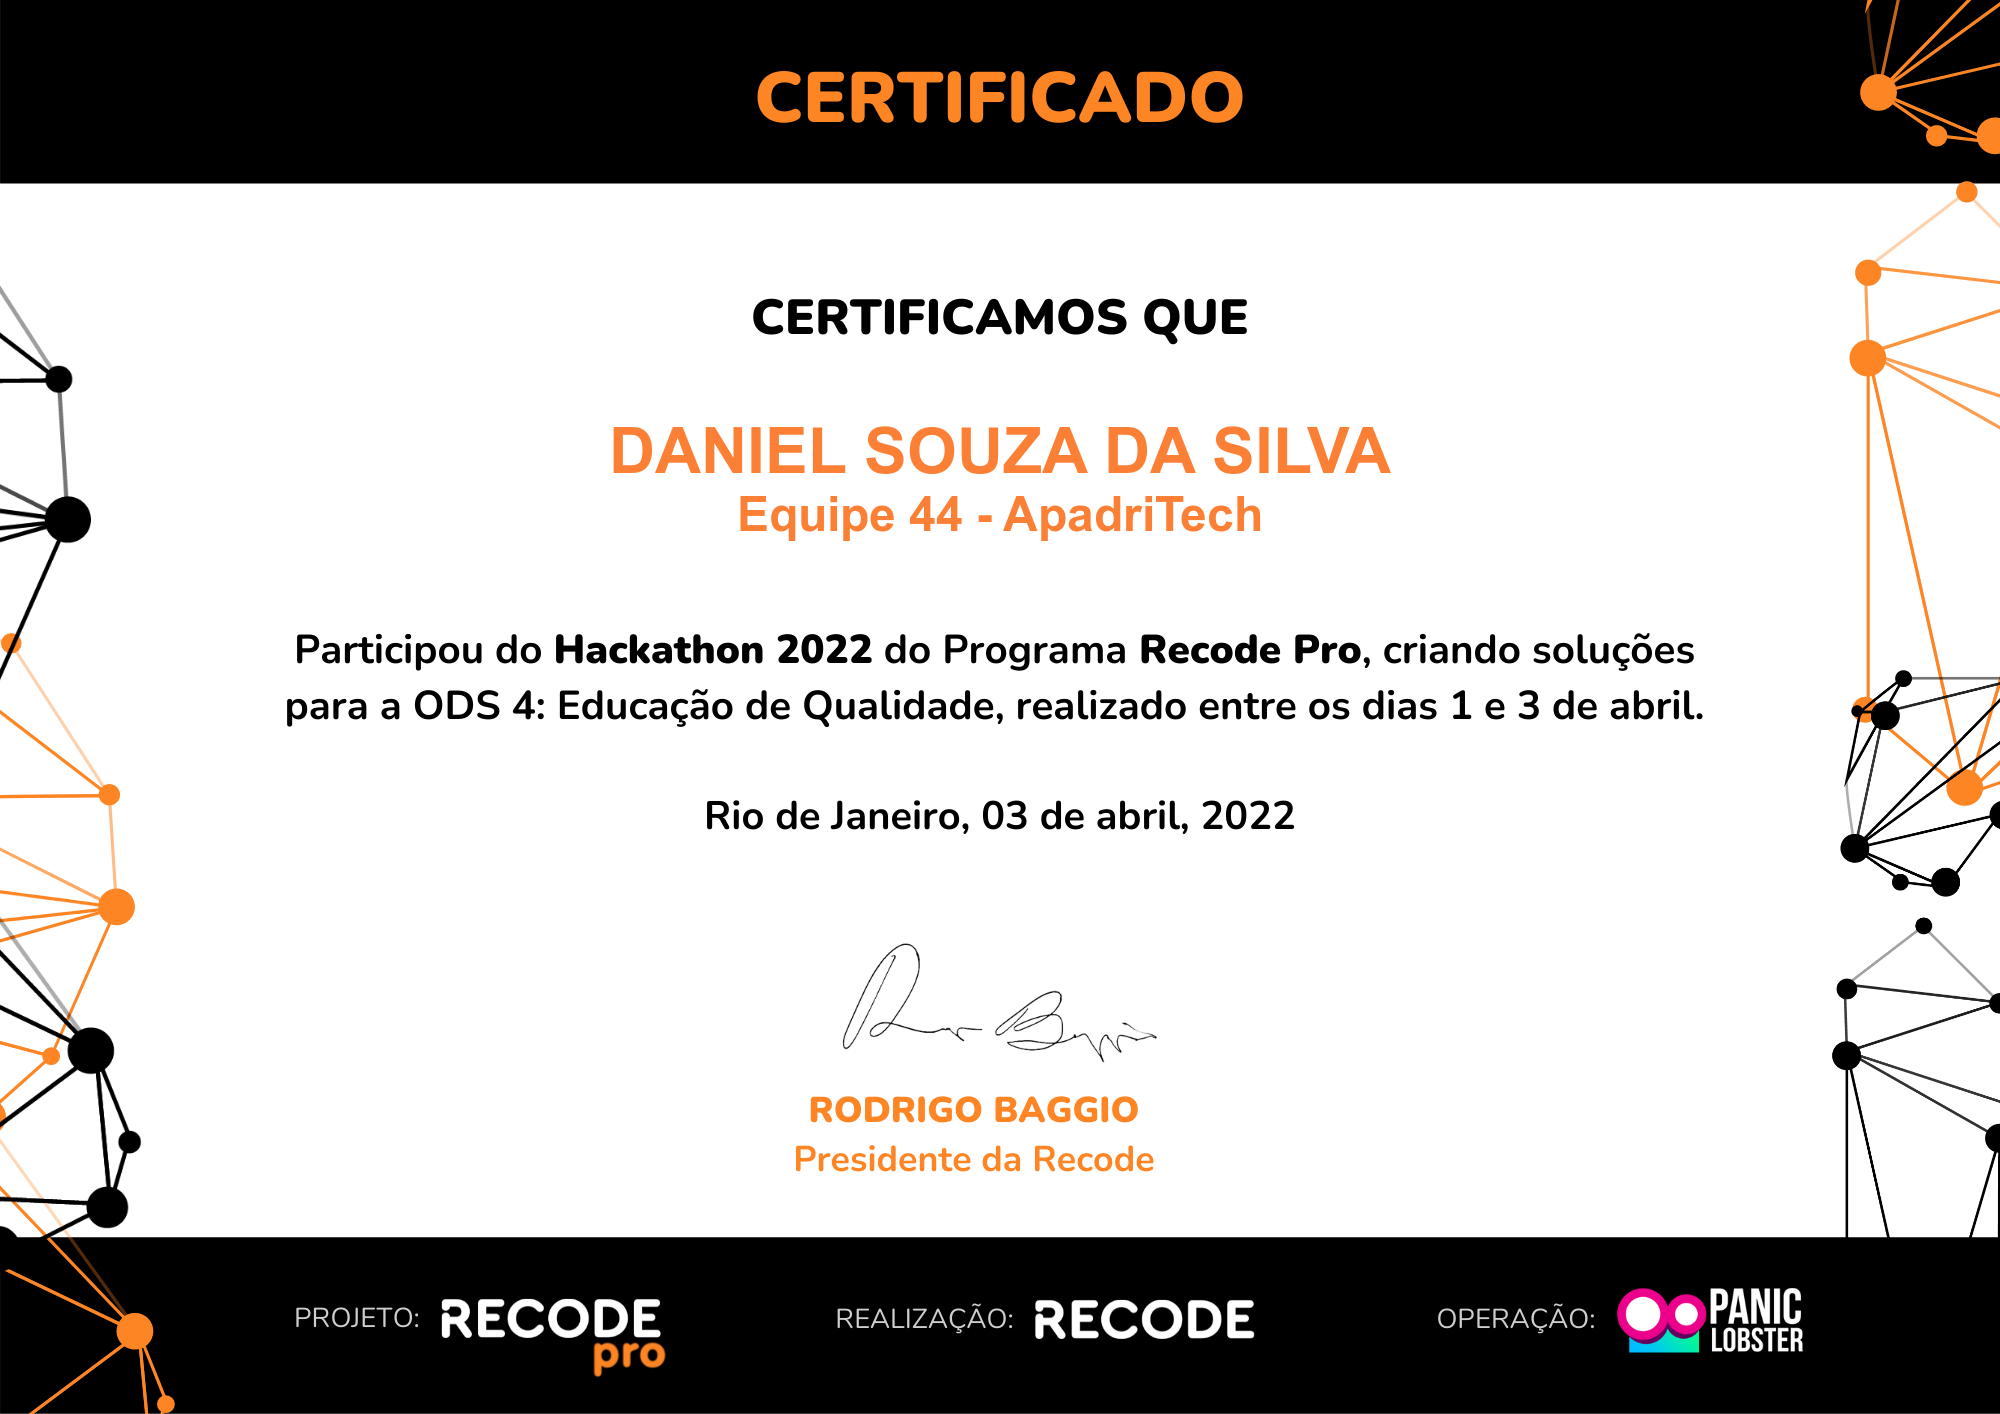 CERTIFICADO
CERTIFICAMOS QUE
DANIEL SOUZA DA SILVA
Equipe 44 - ApadriTech
Participou do Hackathon 2022 do Programa Recode Pro, criando soluções
para a ODS 4: Educação de Qualidade, realizado entre os dias 1 e 3 de abril.
Rio de Janeiro, 03 de abril, 2022
RODRIGO BAGGIO
Presidente da Recode
PROJETO: RECODE
pro
REALIZAÇÃO: RECODE
OPERAÇÃO: PANIC
LOBSTER